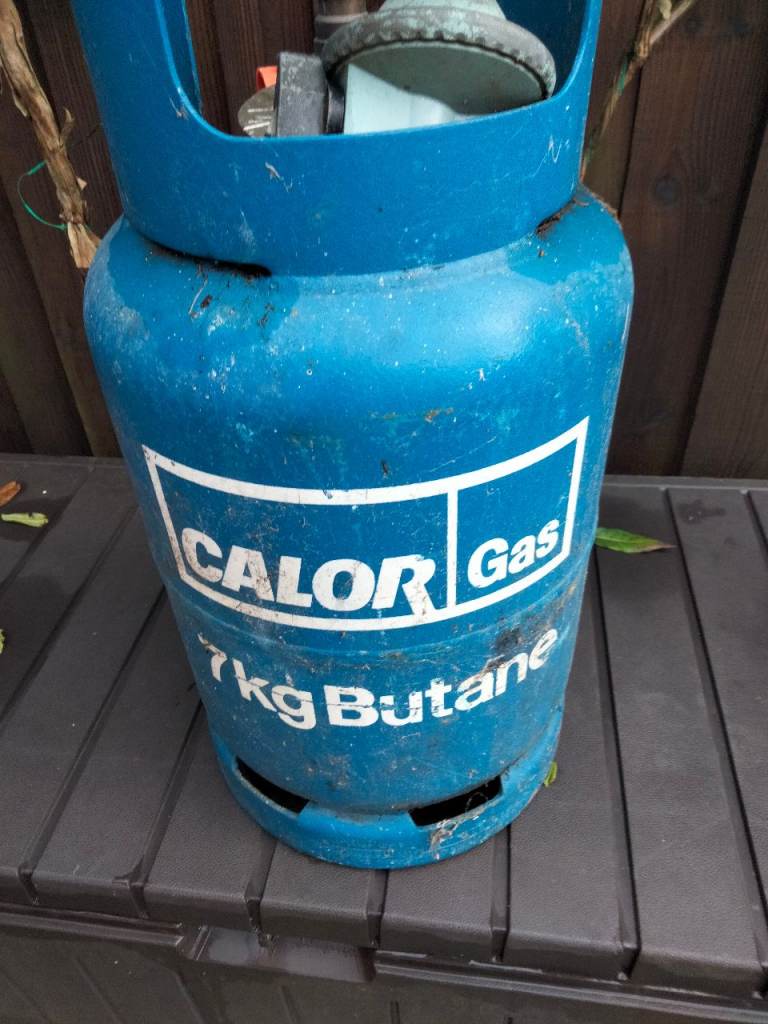 CALOR Gas
7kg Butane